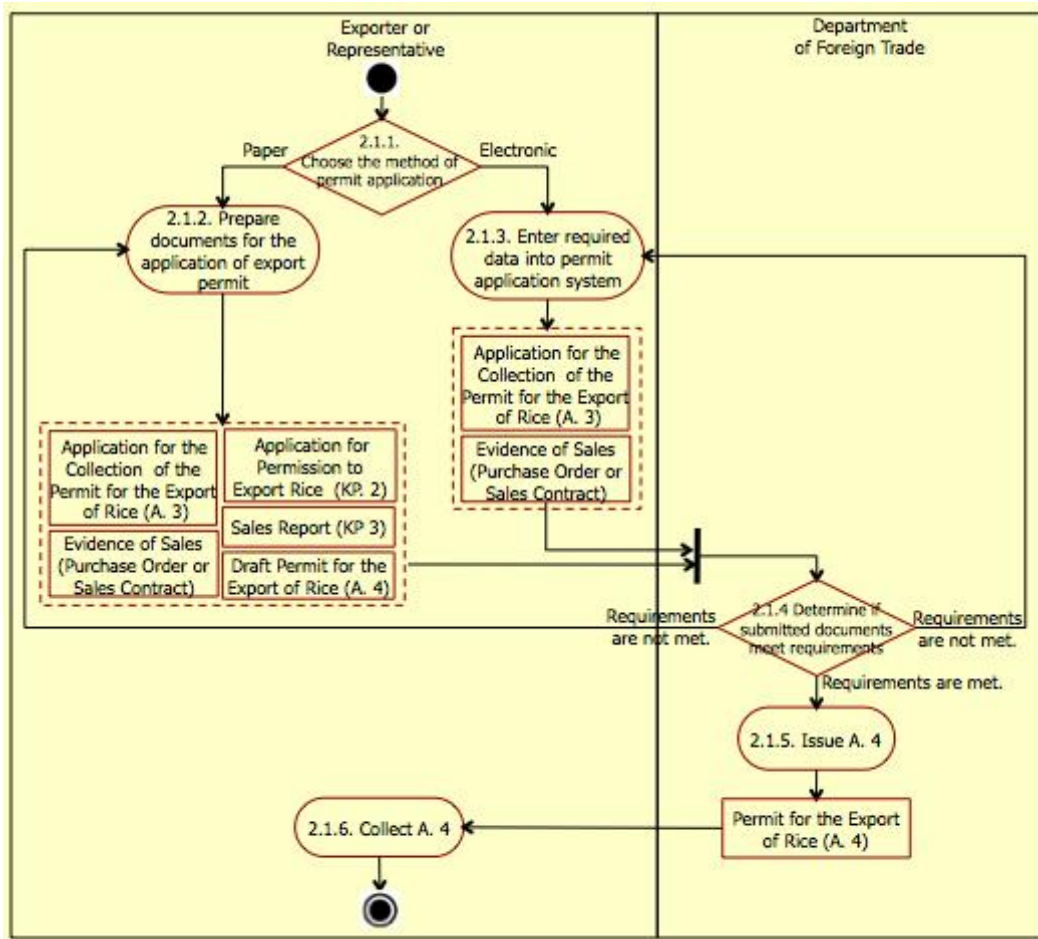 Exporter or
Representative
Department
of Foreign Trade
2.1.1.
Choose the method of
permit application
Paper
Electronic
2.1.2. Prepare
documents for the
application of export
permit
2.1.3. Enter required
data into permit
application system
Application for the
Collection of the
Permit for the Export
of Rice (A. 3)
Evidence of Sales
(Purchase Order or
Sales Contract)
Application for the
Collection of the
Permit for the Export
of Rice (A. 3)
Evidence of Sales
(Purchase Order or
Sales Contract)
Application for
Permission to
Export Rice (KP. 2)
Sales Report (KP 3)
Draft Permit for the
Export of Rice (A. 4)
2.1.4 Determine if
submitted documents
meet requirements
Requirements
are not met.
Requirements
are not met.
Requirements are met.
2.1.5. Issue A. 4
Permit for the Export
of Rice (A. 4)
2.1.6. Collect A. 4